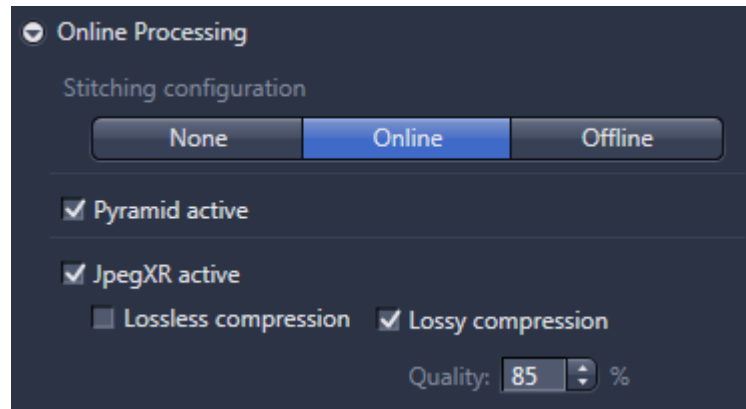 Online Processing
Stitching configuration
None Online Offline
Pyramid active
JpegXR active
Lossless compression Lossy compression
Quality: 85 %